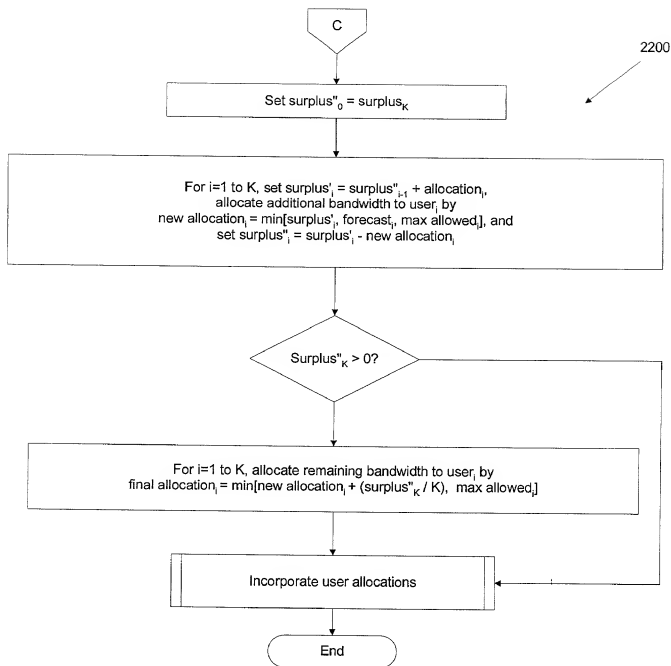 C
2200
Set surplus"₀ = surplusK
For i=1 to K, set surplus'ᵢ = surplus"ᵢ₋₁ + allocationᵢ,
allocate additional bandwidth to userᵢ by
new allocationᵢ = min[surplus'ᵢ, forecastᵢ, max allowedᵢ], and
set surplus"ᵢ = surplus'ᵢ - new allocationᵢ
Surplus"K > 0?
For i=1 to K, allocate remaining bandwidth to userᵢ by
final allocationᵢ = min[new allocationᵢ + (surplus"K / K), max allowedᵢ]
Incorporate user allocations
End